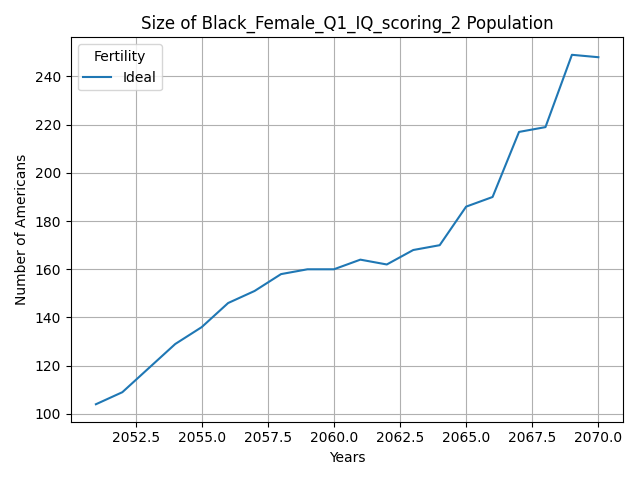 Size of Black_Female_Q1_IQ_scoring_2 Population
Fertility
Ideal
240
220
200
180
160
140
120
100
Number of Americans
2052.5 2055.0 2057.5 2060.0 2062.5 2065.0 2067.5 2070.0
Years